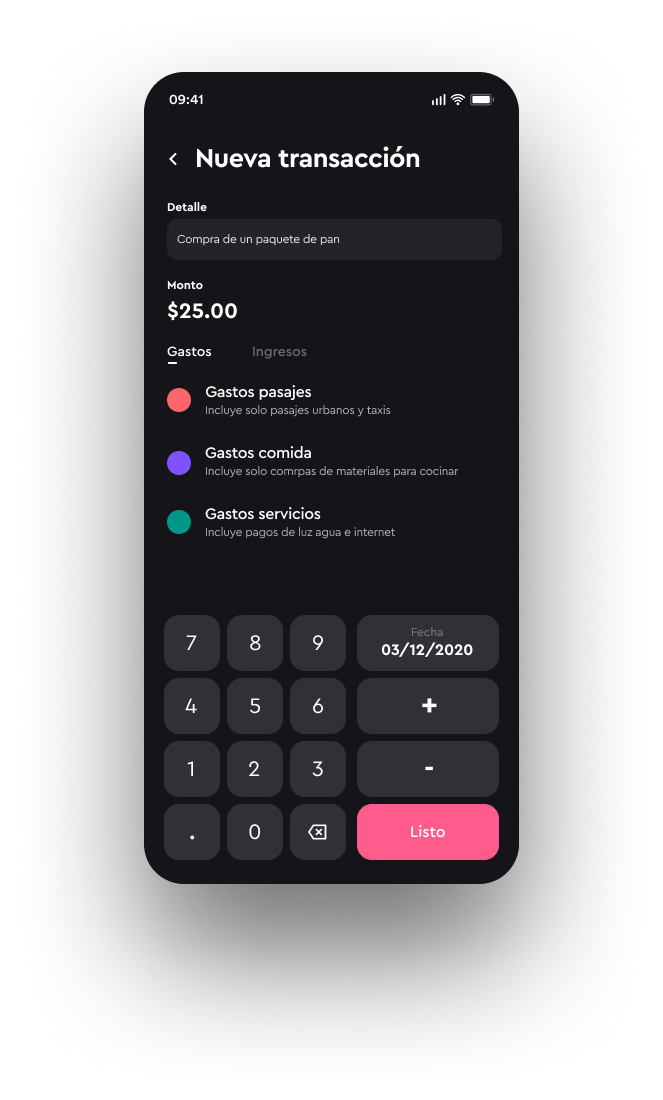 09:41
Nueva transacción
Detalle
Compra de un paquete de pan
Monto
$25.00
Gastos Ingresos
Gastos pasajes
Incluye solo pasajes urbanos y taxis
Gastos comida
Incluye solo comrpas de materiales para cocinar
Gastos servicios
Incluye pagos de luz agua e internet
7 8 9 Fecha
03/12/2020
4 5 6 +
1 2 3 -
. 0 Listo